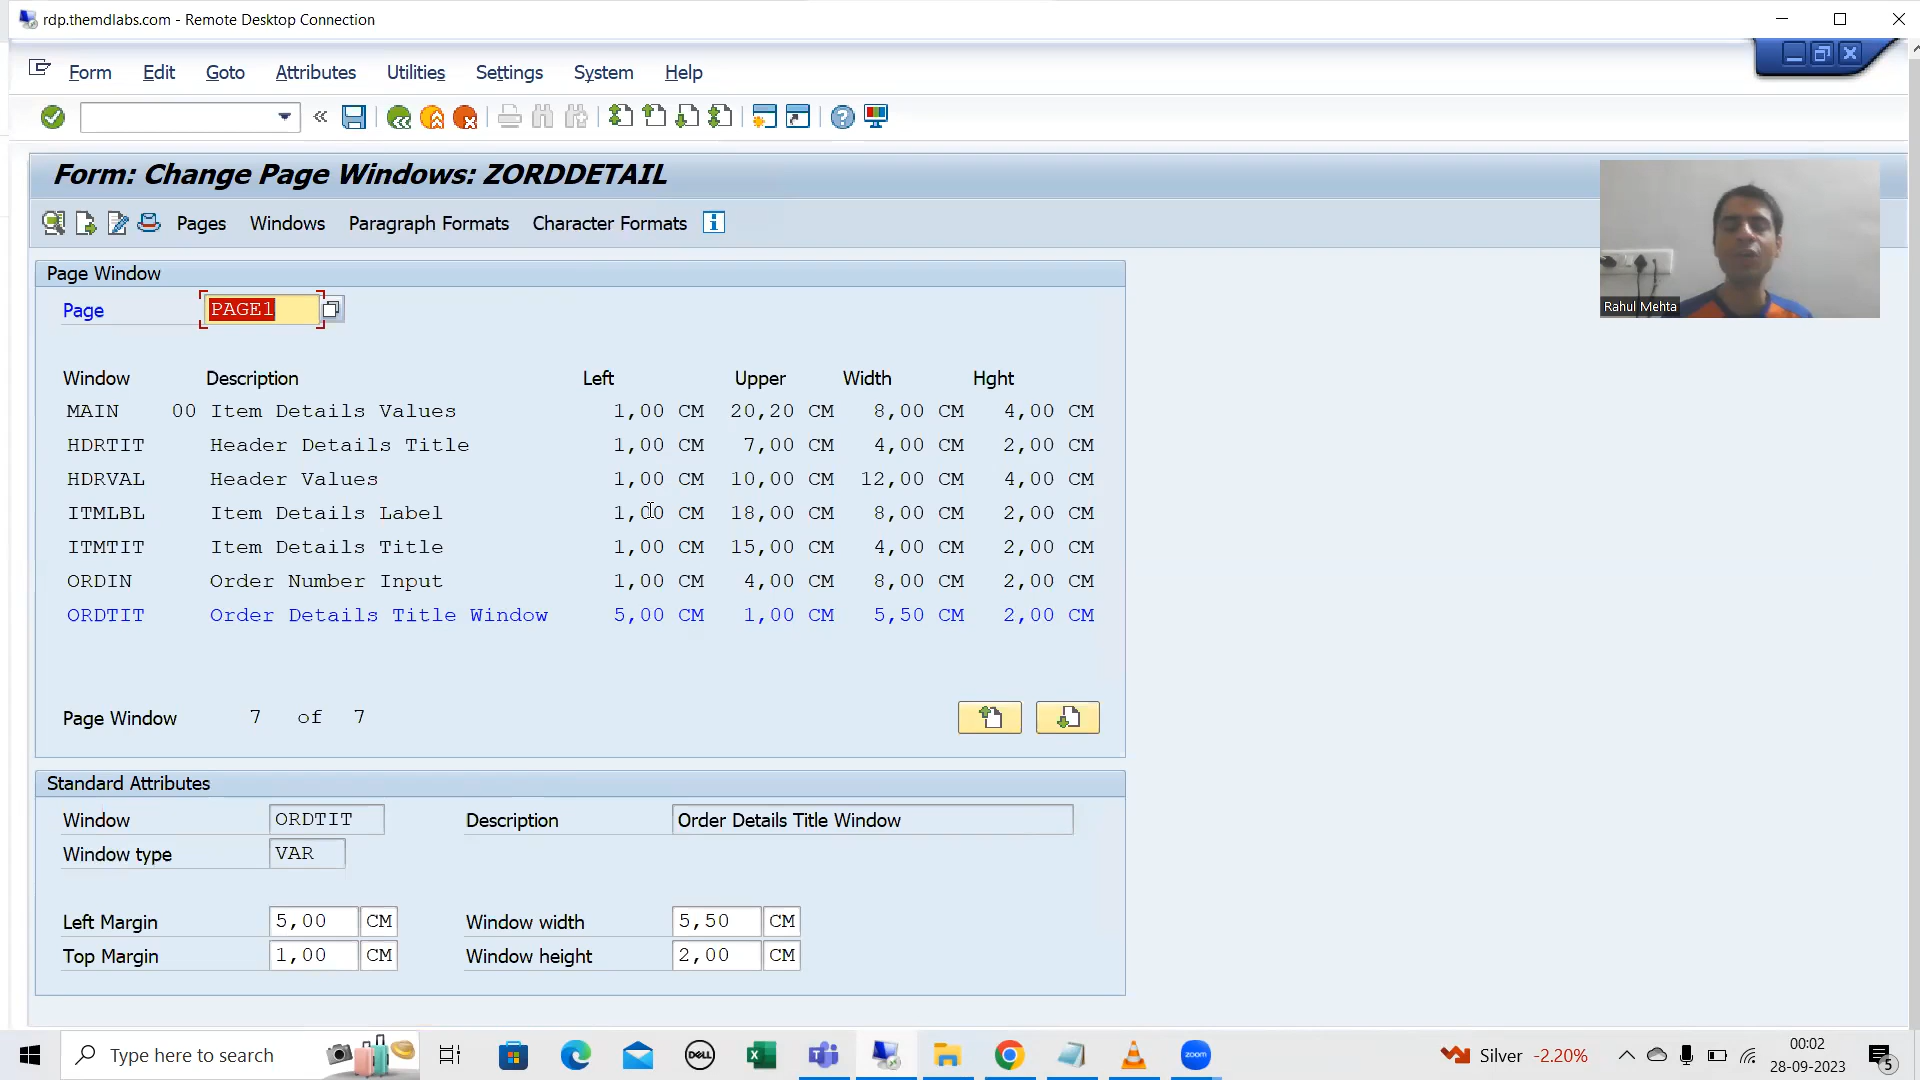 rdp.themdlabs.com - Remote Desktop Connection
Form Edit Goto Attributes Utilities Settings System Help
Form: Change Page Windows: ZORDDETAIL
Pages Windows Paragraph Formats Character Formats
Rahul Mehta
Page Window
Page PAGE1
Window Description Left Upper Width Hght
MAIN 00 Item Details Values 1,00 CM 20,20 CM 8,00 CM 4,00 CM
HDRTIT Header Details Title 1,00 CM 7,00 CM 4,00 CM 2,00 CM
HDRVAL Header Values 1,00 CM 10,00 CM 12,00 CM 4,00 CM
ITMLBL Item Details Label 1,00 CM 18,00 CM 8,00 CM 2,00 CM
ITMTIT Item Details Title 1,00 CM 15,00 CM 4,00 CM 2,00 CM
ORDIN Order Number Input 1,00 CM 4,00 CM 8,00 CM 2,00 CM
ORDTIT Order Details Title Window 5,00 CM 1,00 CM 5,50 CM 2,00 CM
Page Window 7 of 7
Standard Attributes
Window ORDTIT Description Order Details Title Window
Window type VAR
Left Margin 5,00 CM Window width 5,50 CM
Top Margin 1,00 CM Window height 2,00 CM
Type here to search
DELL
zoom
Silver -2.20%
00:02
28-09-2023
5